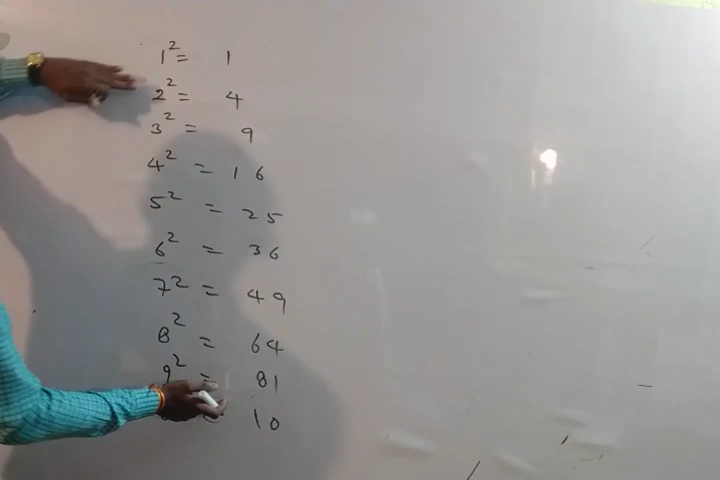 1² = 1
2² = 4
3² = 9
4² = 16
5² = 25
6² = 36
7² = 49
8² = 64
9² = 81
10